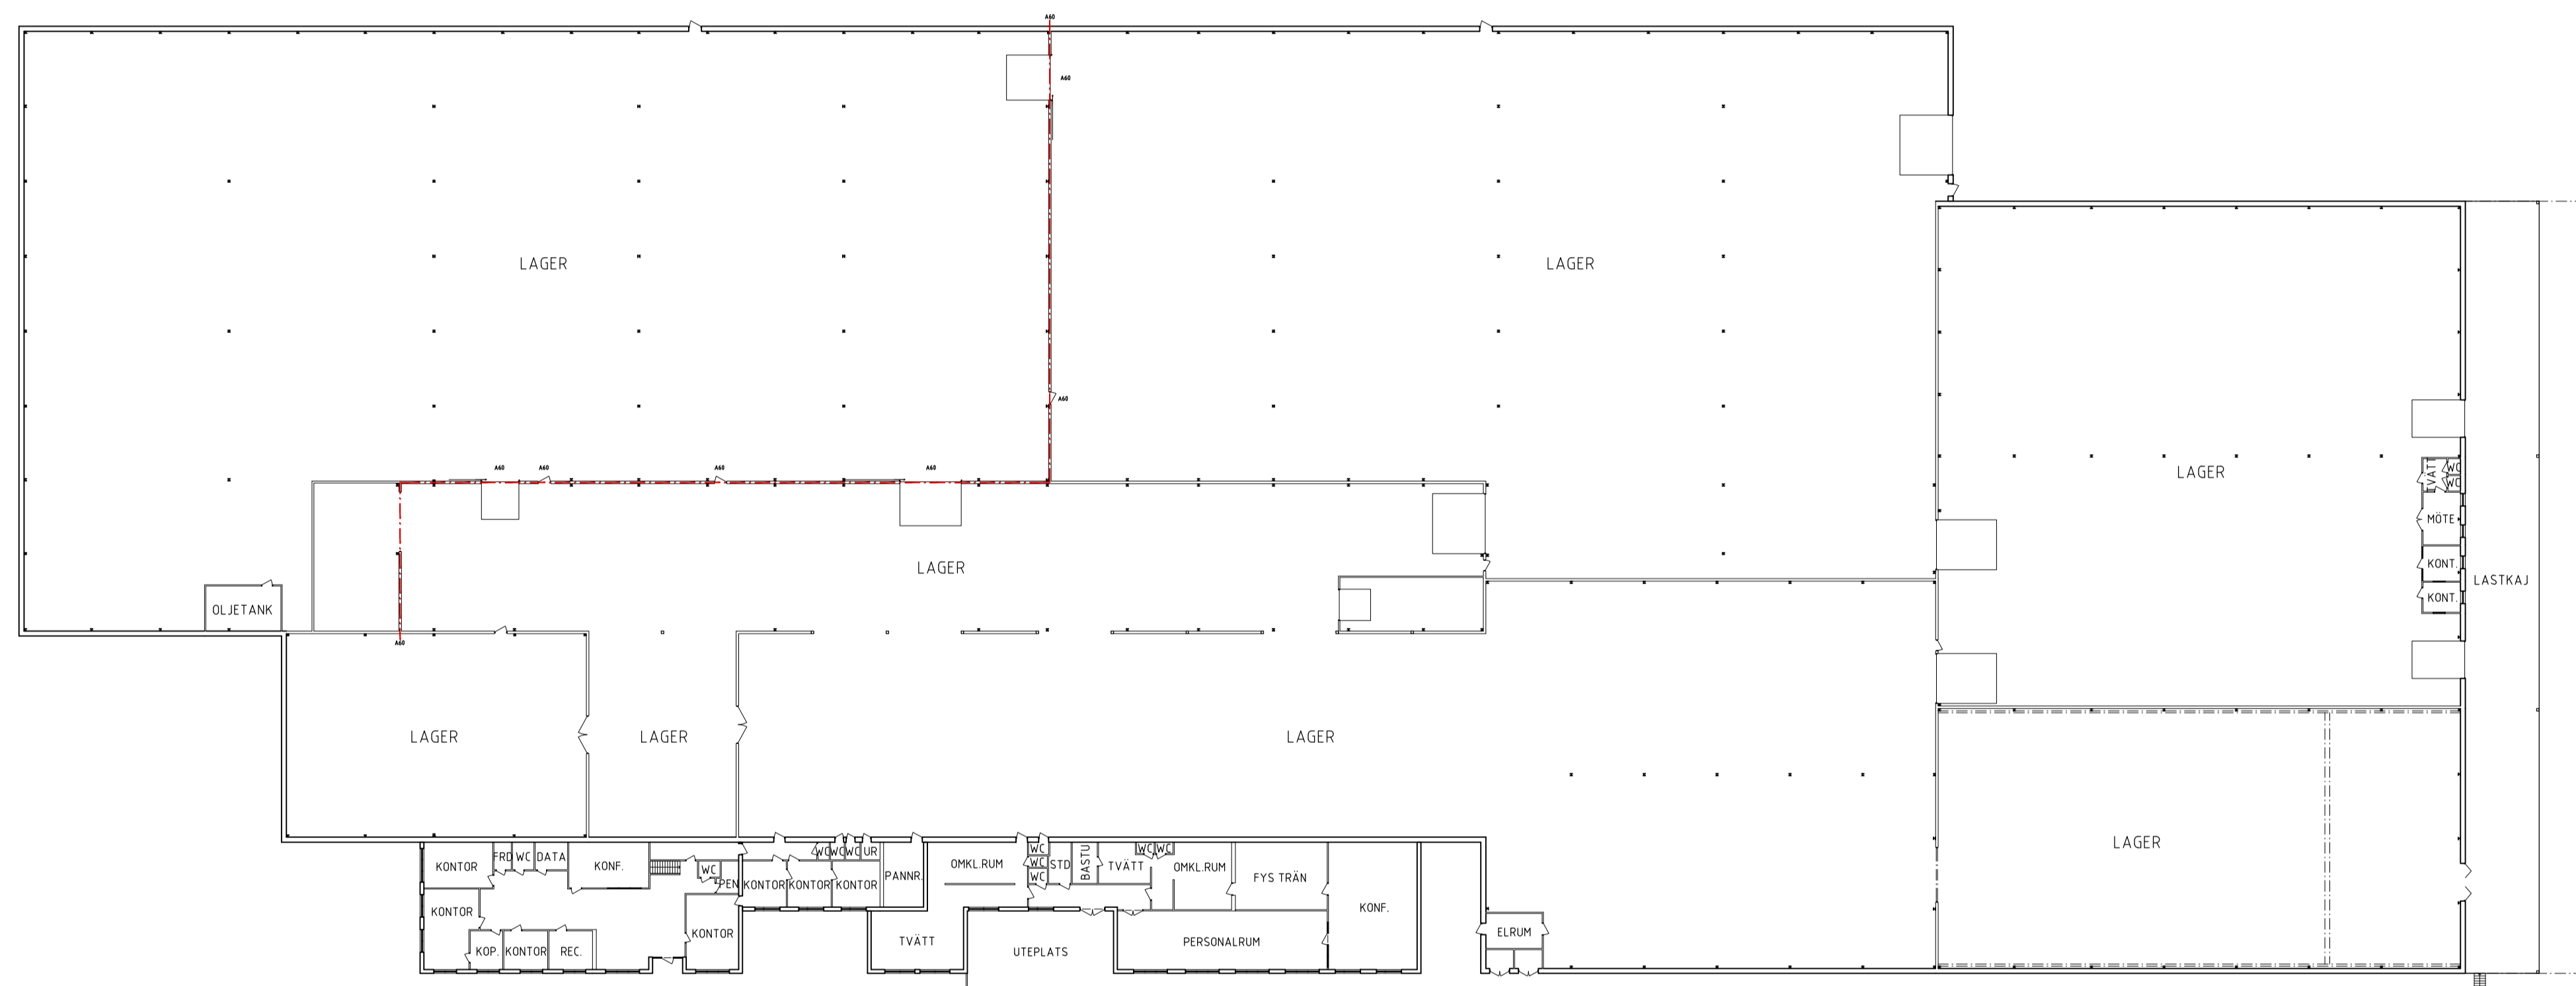 A60
A60
LAGER
LAGER
A60
A60
A60
A60
A60
LAGER
WC
TVÄTT
WC
MÖTE
KONT.
LAGER
LASTKAJ
KONT.
OLJETANK
A60
LAGER
LAGER
LAGER
LAGER
KONTOR
FRD
WC
DATA
KONF.
WC
PEN
KONTOR
KONTOR
KONTOR
WC
WC
WC
UR
PANNR.
OMKL.RUM
WC
WC
WC
STD
BASTU
TVÄTT
WC
WC
OMKL.RUM
FYS TRÄN
KONF.
KONTOR
KOP.
KONTOR
REC.
KONTOR
TVÄTT
UTEPLATS
PERSONALRUM
ELRUM